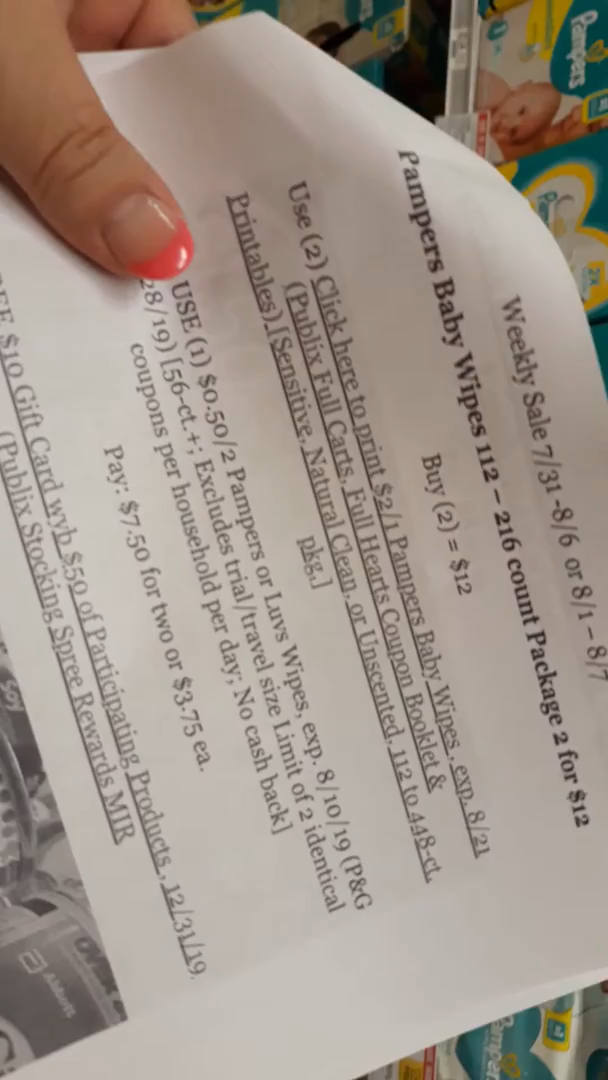 Weekly Sale 7/31-8/6 or 8/1 – 8/7
Pampers Baby Wipes 112 – 216 count Package 2 for $12
Buy (2) = $12
Use (2) Click here to print $2/1 Pampers Baby Wipes , exp. 8/21
(Publix Full Carts, Full Hearts Coupon Booklet &
Printables) [Sensitive, Natural Clean, or Unscented, 112 to 448-ct.
pkg.]
USE (1) $0.50/2 Pampers or Luvs Wipes, exp. 8/10/19 (P&G
28/19) [56-ct.+; Excludes trial/travel size Limit of 2 identical
coupons per household per day; No cash back]
Pay: $7.50 for two or $3.75 ea.
$10 Gift Card wyb $50 of Participating Products , 12/31/19.
(Publix Stocking Spree Rewards MIR
Pampers
Abbott